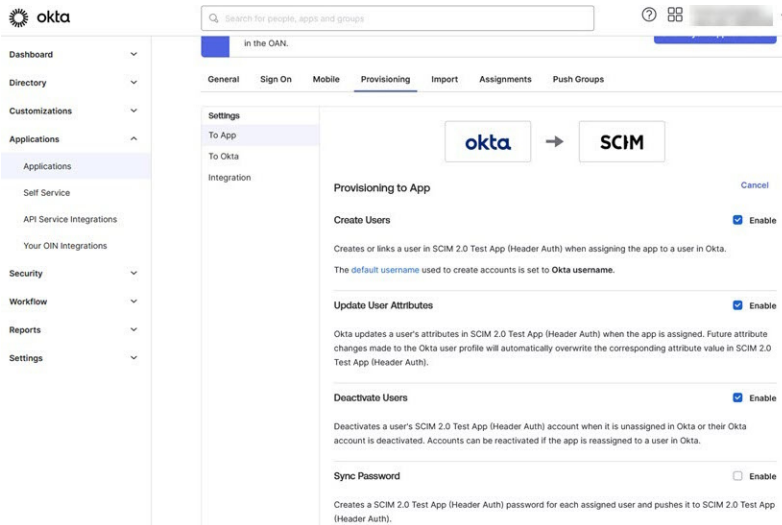 okta
Search for people, apps and groups
in the OAN.
Dashboard
Directory
Customizations
Applications
Applications
Self Service
API Service Integrations
Your OIN Integrations
Security
Workflow
Reports
Settings
General Sign On Mobile Provisioning Import Assignments Push Groups
Settings
To App
To Okta
Integration
okta → SCIM
Provisioning to App Cancel
Create Users Enable
Creates or links a user in SCIM 2.0 Test App (Header Auth) when assigning the app to a user in Okta.
The default username used to create accounts is set to Okta username.
Update User Attributes Enable
Okta updates a user's attributes in SCIM 2.0 Test App (Header Auth) when the app is assigned. Future attribute
changes made to the Okta user profile will automatically overwrite the corresponding attribute value in SCIM 2.0
Test App (Header Auth).
Deactivate Users Enable
Deactivates a user's SCIM 2.0 Test App (Header Auth) account when it is unassigned in Okta or their Okta
account is deactivated. Accounts can be reactivated if the app is reassigned to a user in Okta.
Sync Password Enable
Creates a SCIM 2.0 Test App (Header Auth) password for each assigned user and pushes it to SCIM 2.0 Test App
(Header Auth).